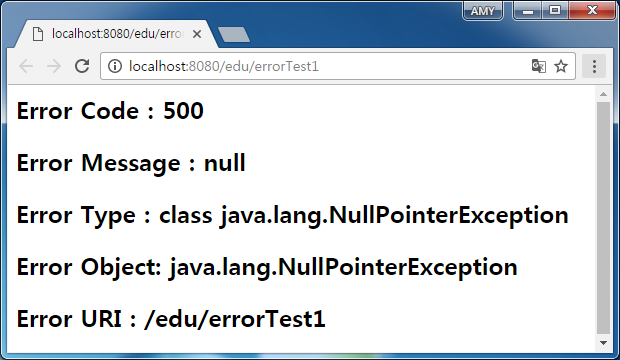 AMY
localhost:8080/edu/erro
localhost:8080/edu/errorTest1
Error Code : 500
Error Message : null
Error Type : class java.lang.NullPointerException
Error Object: java.lang.NullPointerException
Error URI : /edu/errorTest1